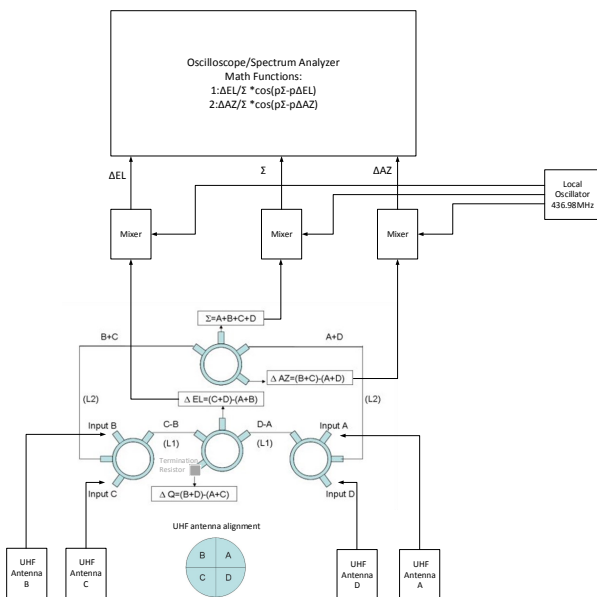 Oscilloscope/Spectrum Analyzer
Math Functions:
1:ΔEL/Σ *cos(pΣ-pΔEL)
2:ΔAZ/Σ *cos(pΣ-pΔAZ)
ΔEL
Σ
ΔAZ
Local
Oscillator
436.98MHz
Mixer
Mixer
Mixer
Σ=A+B+C+D
B+C
A+D
Δ AZ=(B+C)-(A+D)
Δ EL=(C+D)-(A+B)
(L2)
(L2)
Input B
C-B
D-A
Input A
(L1)
(L1)
Termination
Resistor
Input C
Δ Q=(B+D)-(A+C)
Input D
UHF antenna alignment
B
A
C
D
UHF
Antenna
B
UHF
Antenna
C
UHF
Antenna
D
UHF
Antenna
A